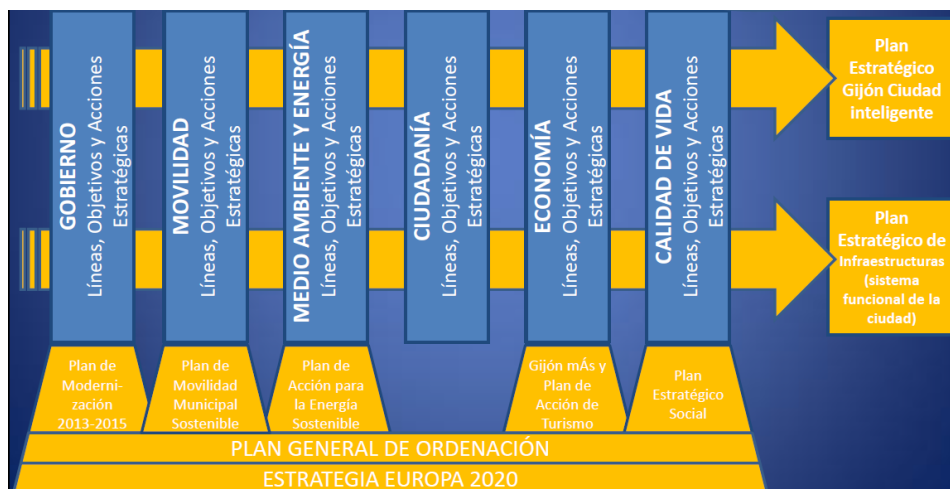 GOBIERNO
Líneas, Objetivos y Acciones
Estratégicas
MOVILIDAD
Líneas, Objetivos y Acciones
Estratégicas
MEDIO AMBIENTE Y ENERGÍA
Líneas, Objetivos y Acciones
Estratégicas
CIUDADANÍA
Líneas, Objetivos y Acciones
Estratégicas
ECONOMÍA
Líneas, Objetivos y Acciones
Estratégicas
CALIDAD DE VIDA
Líneas, Objetivos y Acciones
Estratégicas
Plan
Estratégico
Gijón Ciudad
inteligente
Plan
Estratégico de
Infraestructuras
(sistema
funcional de la
ciudad)
Plan de
Moderni-
zación
2013-2015
Plan de
Movilidad
Municipal
Sostenible
Plan de
Acción para
la Energía
Sostenible
Gijón mÁs y
Plan de
Acción de
Turismo
Plan
Estratégico
Social
PLAN GENERAL DE ORDENACIÓN
ESTRATEGIA EUROPA 2020